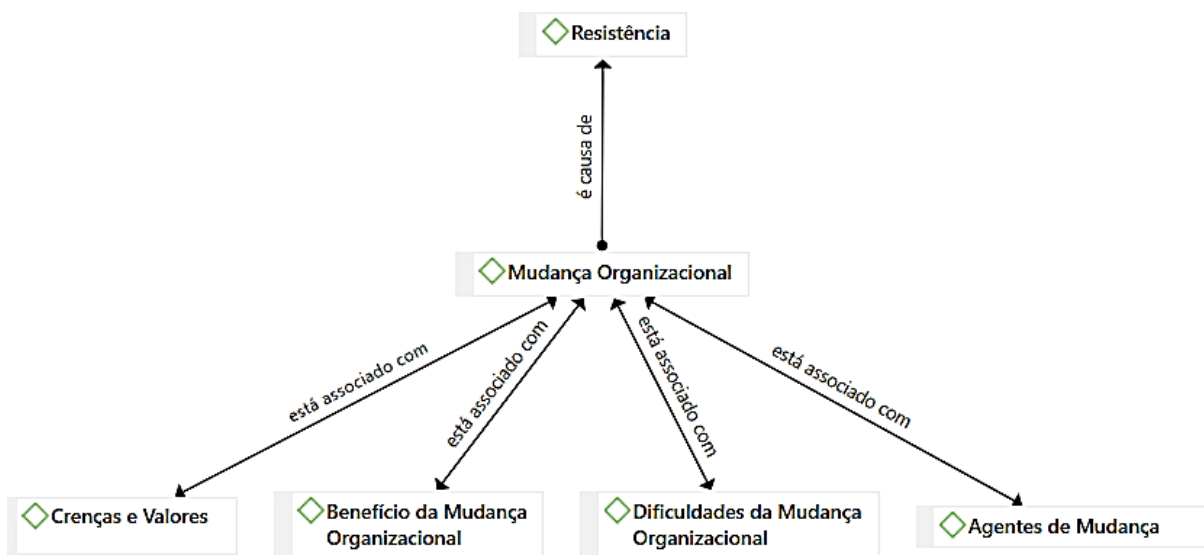 Resistência
é causa de
Mudança Organizacional
está associado com
está associado com
está associado com
está associado com
Crenças e Valores
Benefício da Mudança
Organizacional
Dificuldades da Mudança
Organizacional
Agentes de Mudança